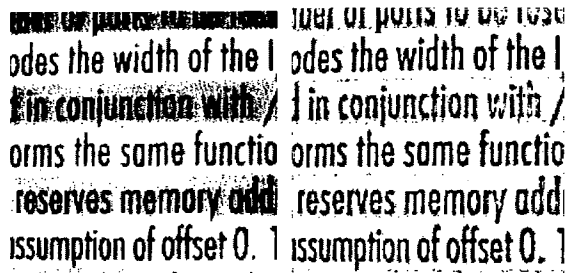 odes the width of the I odes the width of the I
in conjunction with / in conjunction with /
orms the same functio orms the same functio
reserves memory add reserves memory add
ssumption of offset 0. 1 ssumption of offset 0. 1